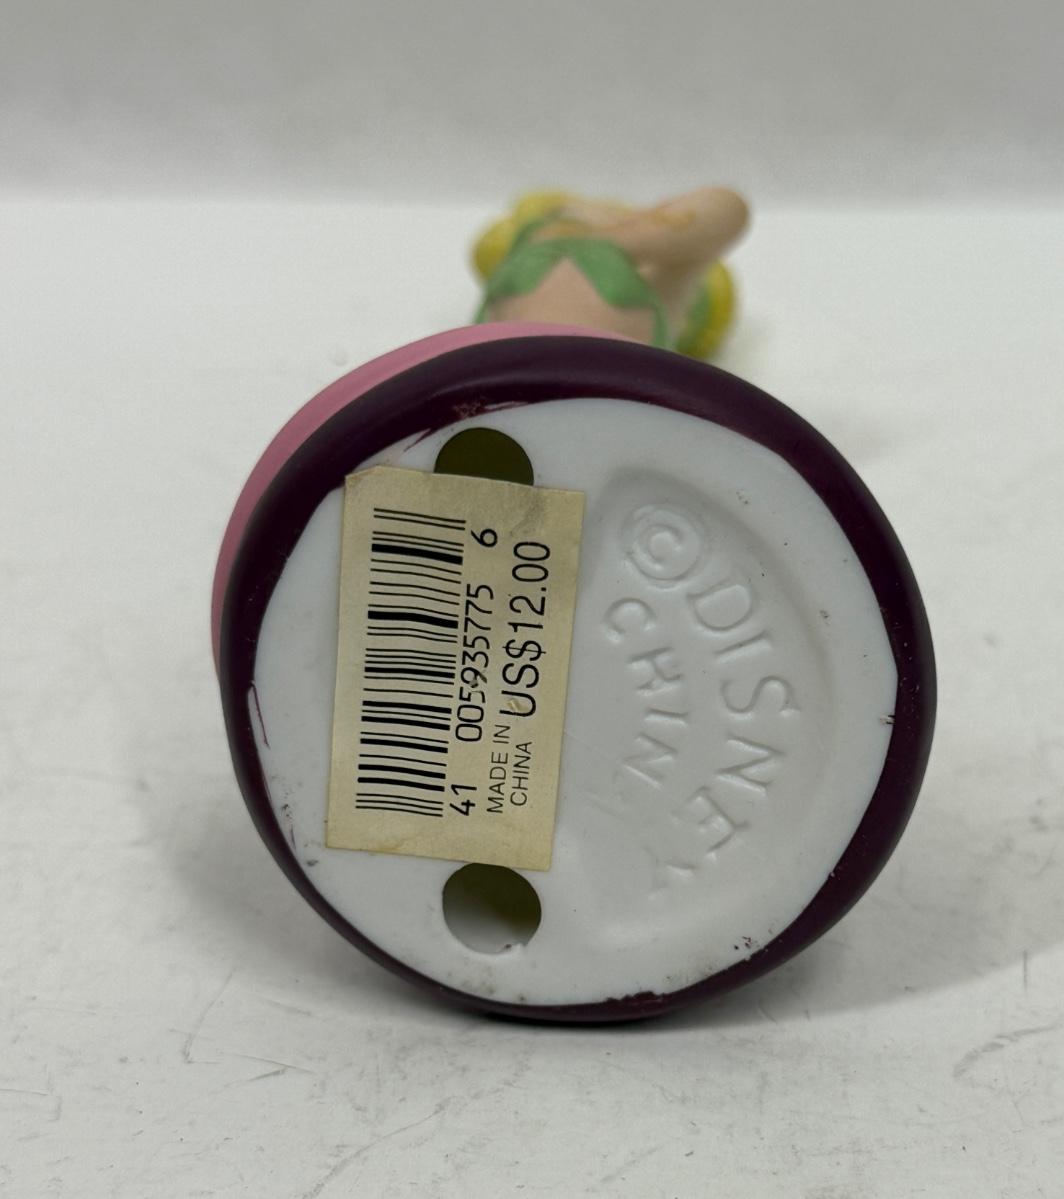 41 005935775 6
MADE IN
CHINA
US$12.00
©DISNEY
CHINA